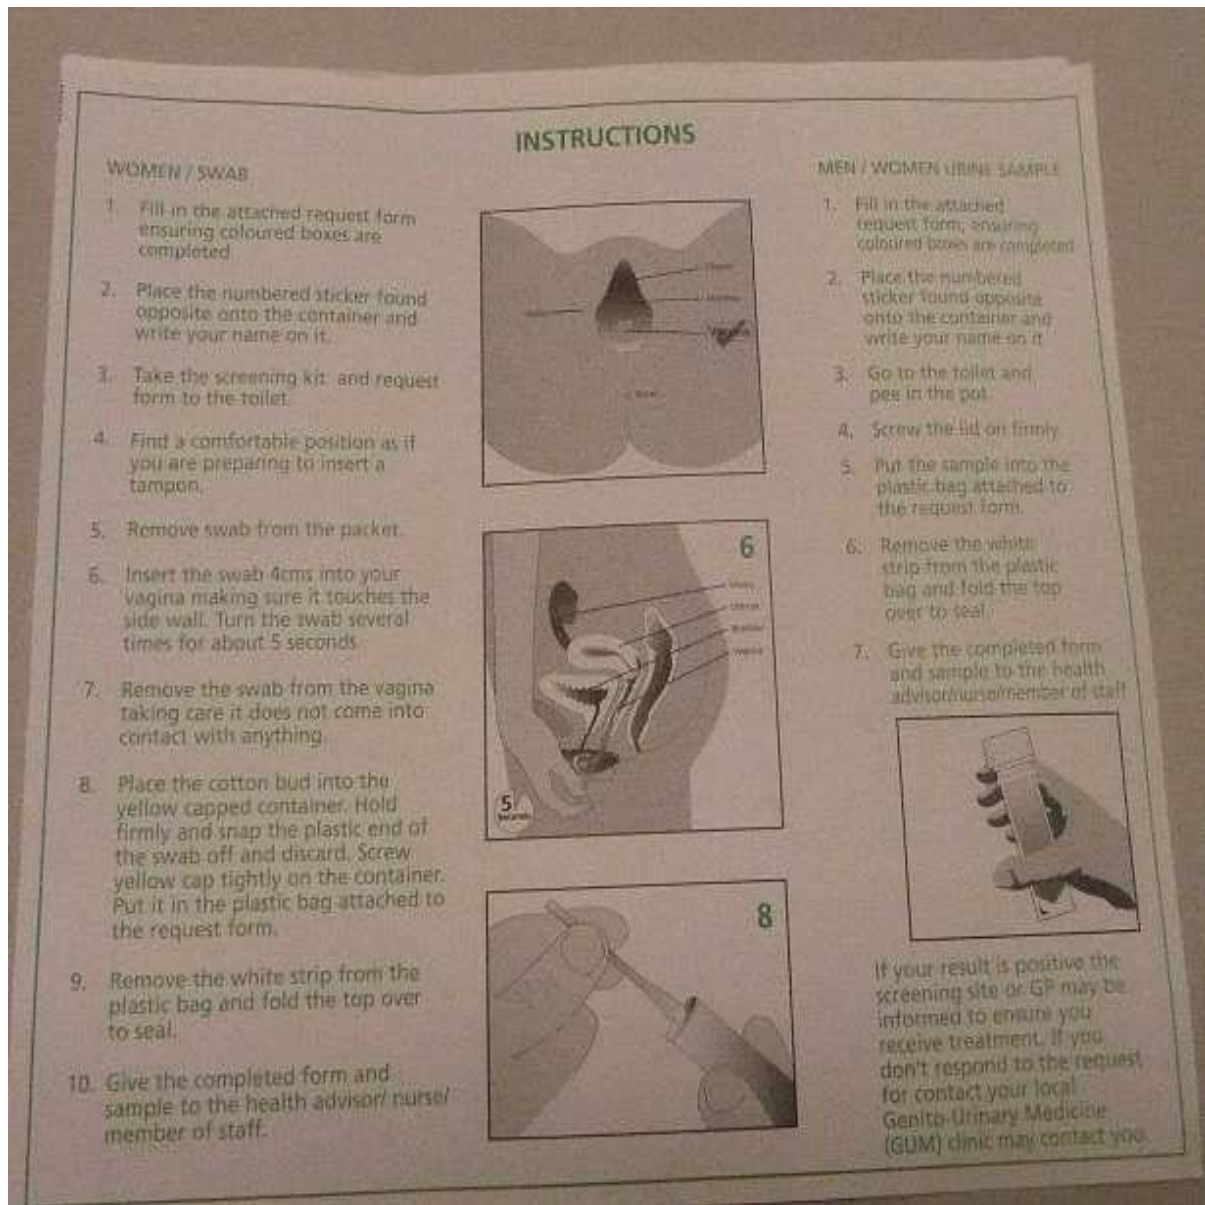 INSTRUCTIONS
WOMEN / SWAB
1. Fill in the attached request form
ensuring coloured boxes are
completed
2. Place the numbered sticker found
opposite onto the container and
write your name on it.
3. Take the screening kit and request
form to the toilet.
4. Find a comfortable position as if
you are preparing to insert a
tampon.
5. Remove swab from the packet.
6. Insert the swab 4cms into your
vagina making sure it touches the
side wall. Turn the swab several
times for about 5 seconds.
7. Remove the swab from the vagina
taking care it does not come into
contact with anything.
8. Place the cotton bud into the
yellow capped container. Hold
firmly and snap the plastic end of
the swab off and discard. Screw
yellow cap tightly on the container.
Put it in the plastic bag attached to
the request form.
9. Remove the white strip from the
plastic bag and fold the top over
to seal.
10. Give the completed form and
sample to the health advisor/ nurse/
member of staff.
Vagina
6
Ovary
Uterus
Bladder
Vagina
5
seconds
8
MEN / WOMEN URINE SAMPLE
1. Fill in the attached
request form, ensuring
coloured boxes are completed
2. Place the numbered
sticker found opposite
onto the container and
write your name on it
3. Go to the toilet and
pee in the pot.
4. Screw the lid on firmly
5. Put the sample into the
plastic bag attached to
the request form.
6. Remove the white
strip from the plastic
bag and fold the top
over to seal.
7. Give the completed form
and sample to the health
advisor/nurse/member of staff
If your result is positive the
screening site or GP may be
informed to ensure you
receive treatment. If you
don't respond to the request
for contact your local
Genito-Urinary Medicine
(GUM) clinic may contact you.